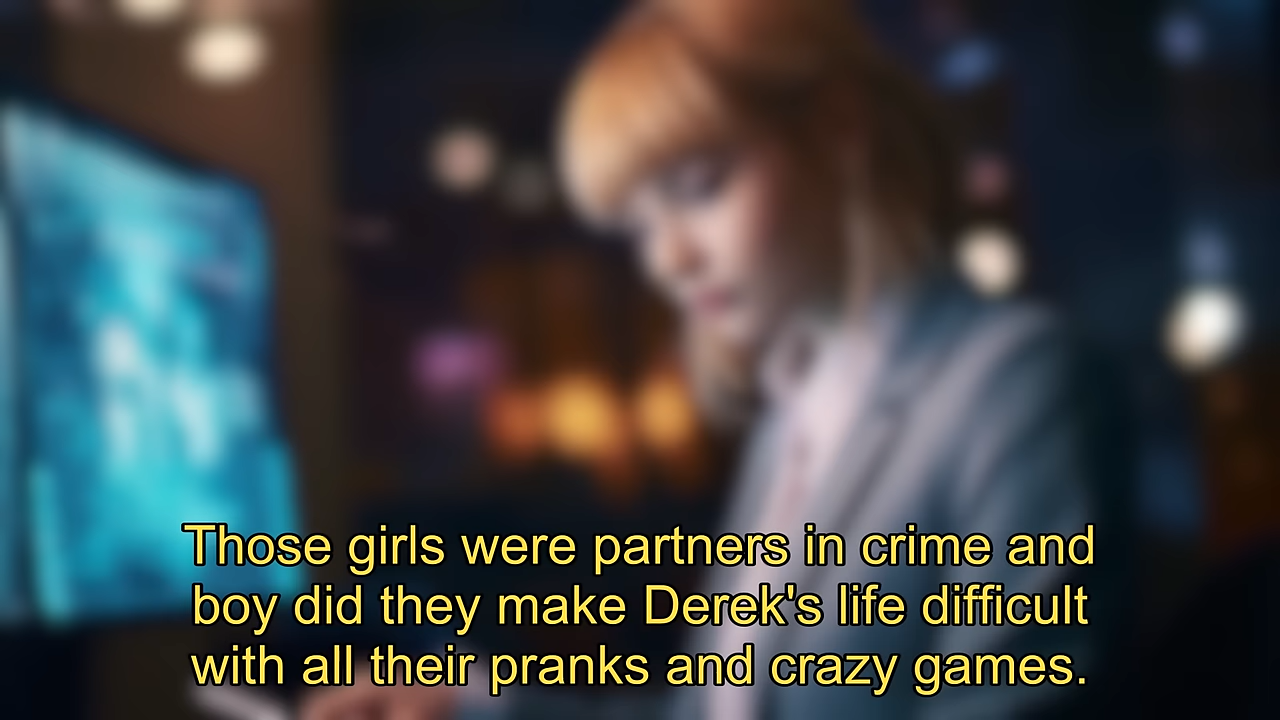 Those girls were partners in crime and
boy did they make Derek's life difficult
with all their pranks and crazy games.